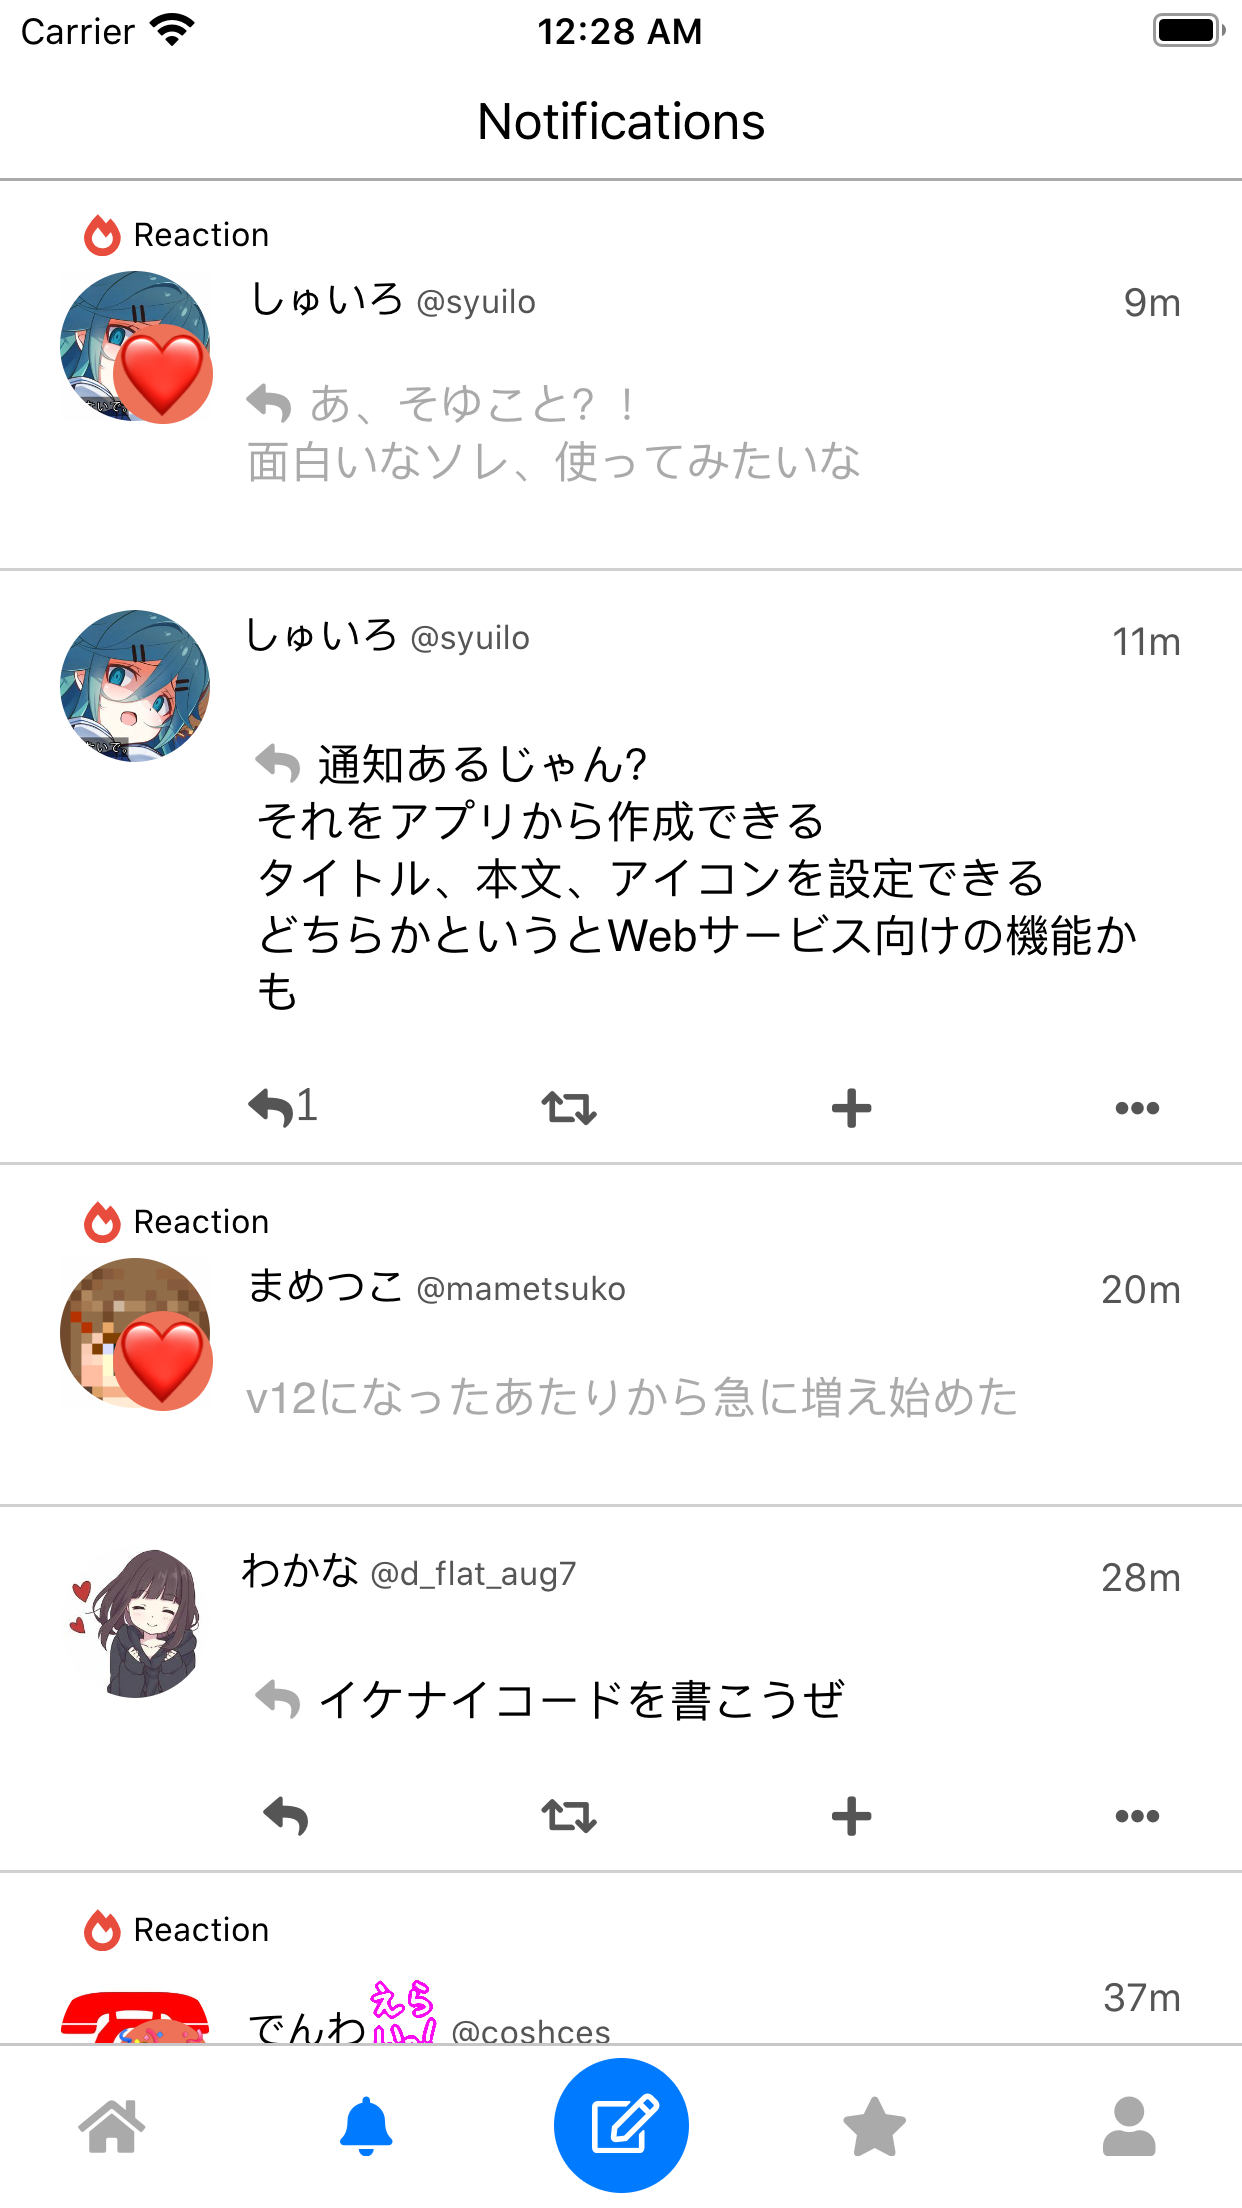 Carrier 12:28 AM
Notifications
Reaction
しゅいろ @syuilo 9m
あ、そゆこと？！
面白いなソレ、使ってみたいな
しゅいろ @syuilo 11m
通知あるじゃん？
それをアプリから作成できる
タイトル、本文、アイコンを設定できる
どちらかというとWebサービス向けの機能か
も
1
Reaction
まめつこ @mametsuko 20m
v12になったあたりから急に増え始めた
わかな @d_flat_aug7 28m
イケナイコードを書こうぜ
Reaction
37m
でんわ えら @coshces